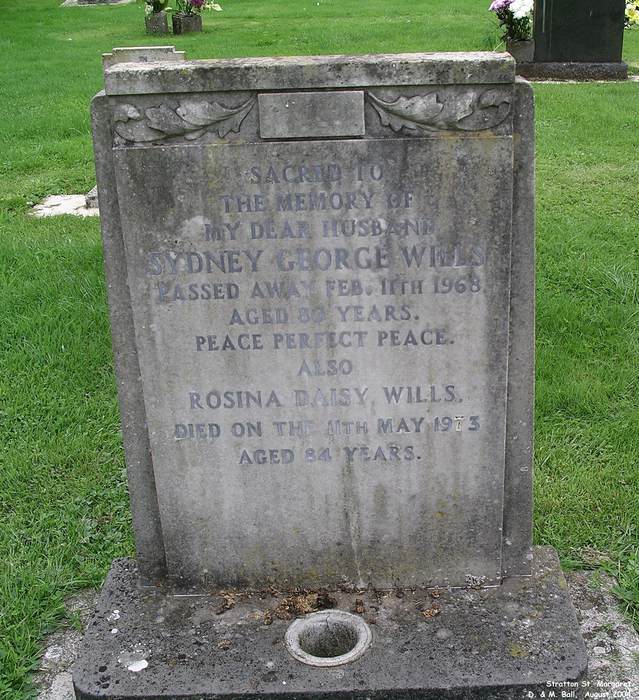 SACRED TO
THE MEMORY OF
MY DEAR HUSBAND
SYDNEY GEORGE WILLS
PASSED AWAY FEB. 11TH 1968
AGED 80 YEARS.
PEACE PERFECT PEACE.
ALSO
ROSINA DAISY WILLS.
DIED ON THE 11TH MAY 1973
AGED 84 YEARS.
Stratton St. Margaret.
D. & M. Ball, August,